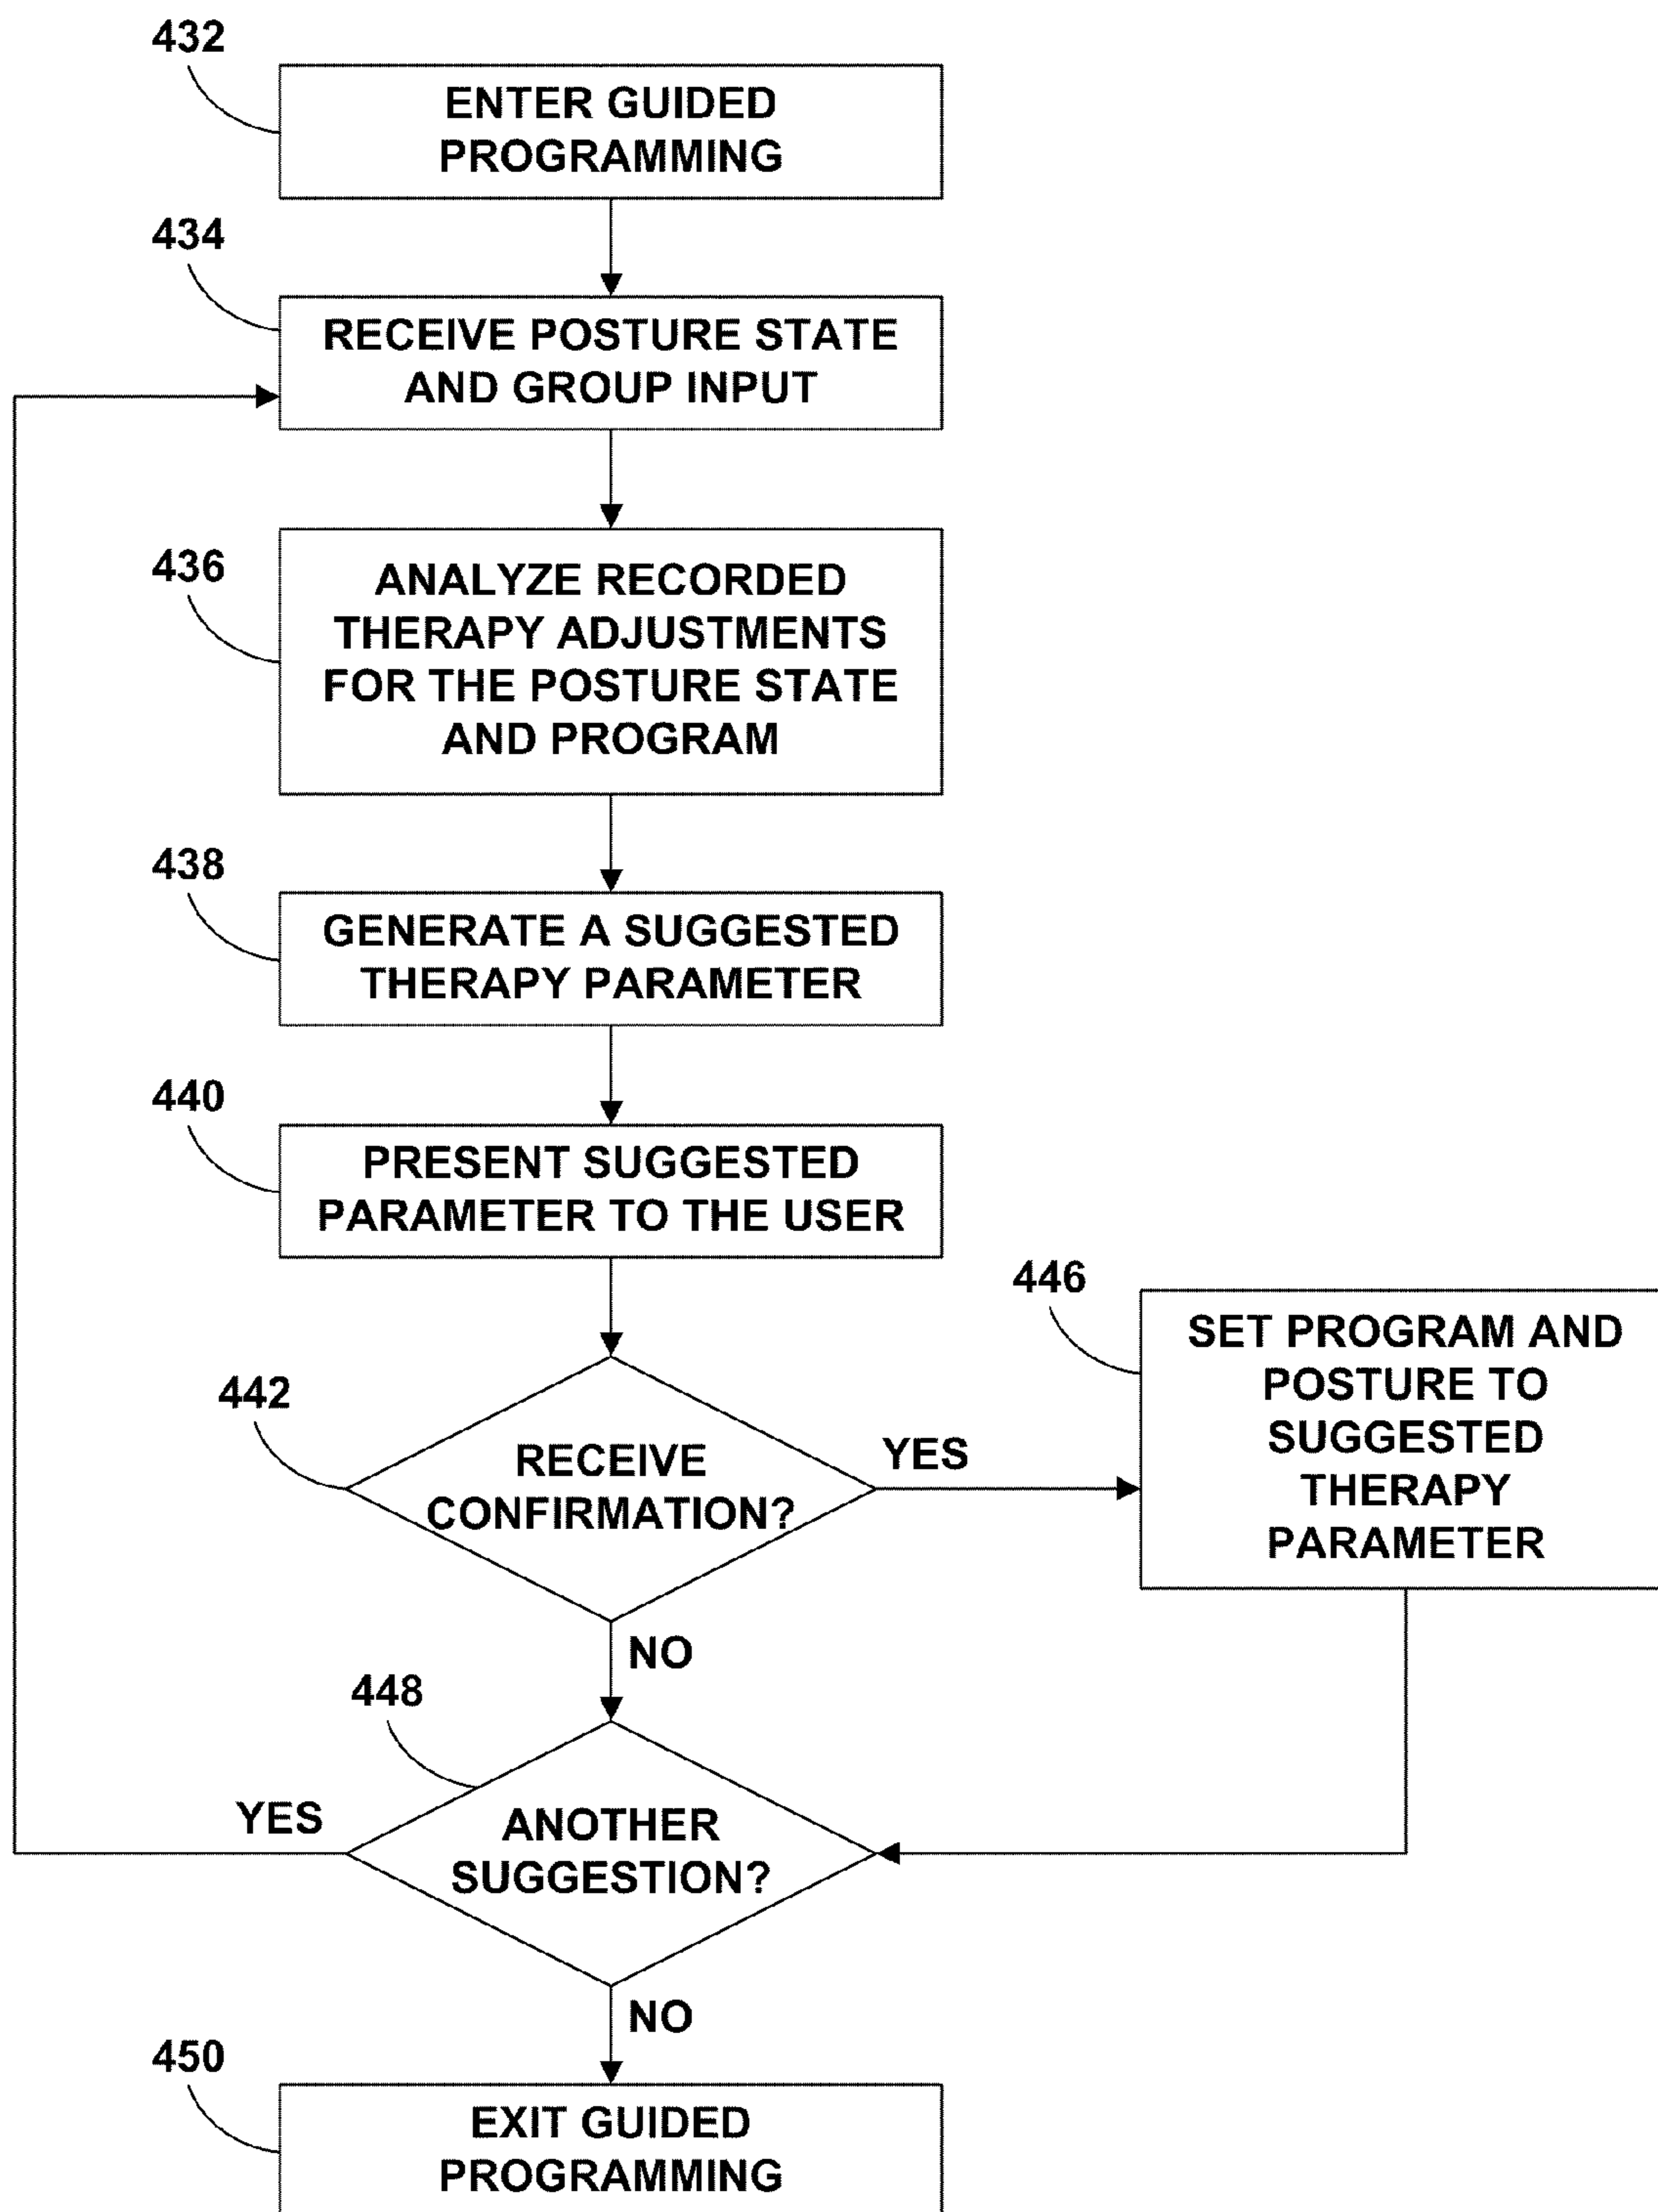 432
ENTER GUIDED
PROGRAMMING
434
RECEIVE POSTURE STATE
AND GROUP INPUT
436
ANALYZE RECORDED
THERAPY ADJUSTMENTS
FOR THE POSTURE STATE
AND PROGRAM
438
GENERATE A SUGGESTED
THERAPY PARAMETER
440
PRESENT SUGGESTED
PARAMETER TO THE USER
442
RECEIVE
CONFIRMATION?
YES
446
SET PROGRAM AND
POSTURE TO
SUGGESTED
THERAPY
PARAMETER
NO
448
ANOTHER
SUGGESTION?
YES
NO
450
EXIT GUIDED
PROGRAMMING